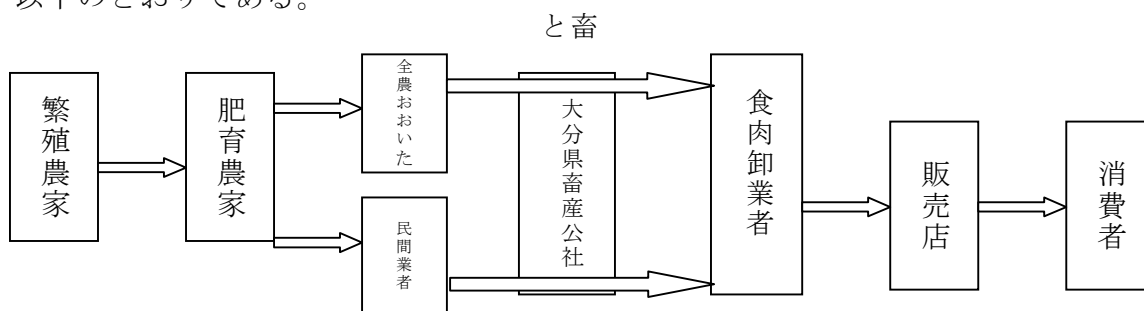 以下のとおりである。
と畜
繁殖農家
肥育農家
全農おおいた
民間業者
大分県畜産公社
食肉卸業者
販売店
消費者